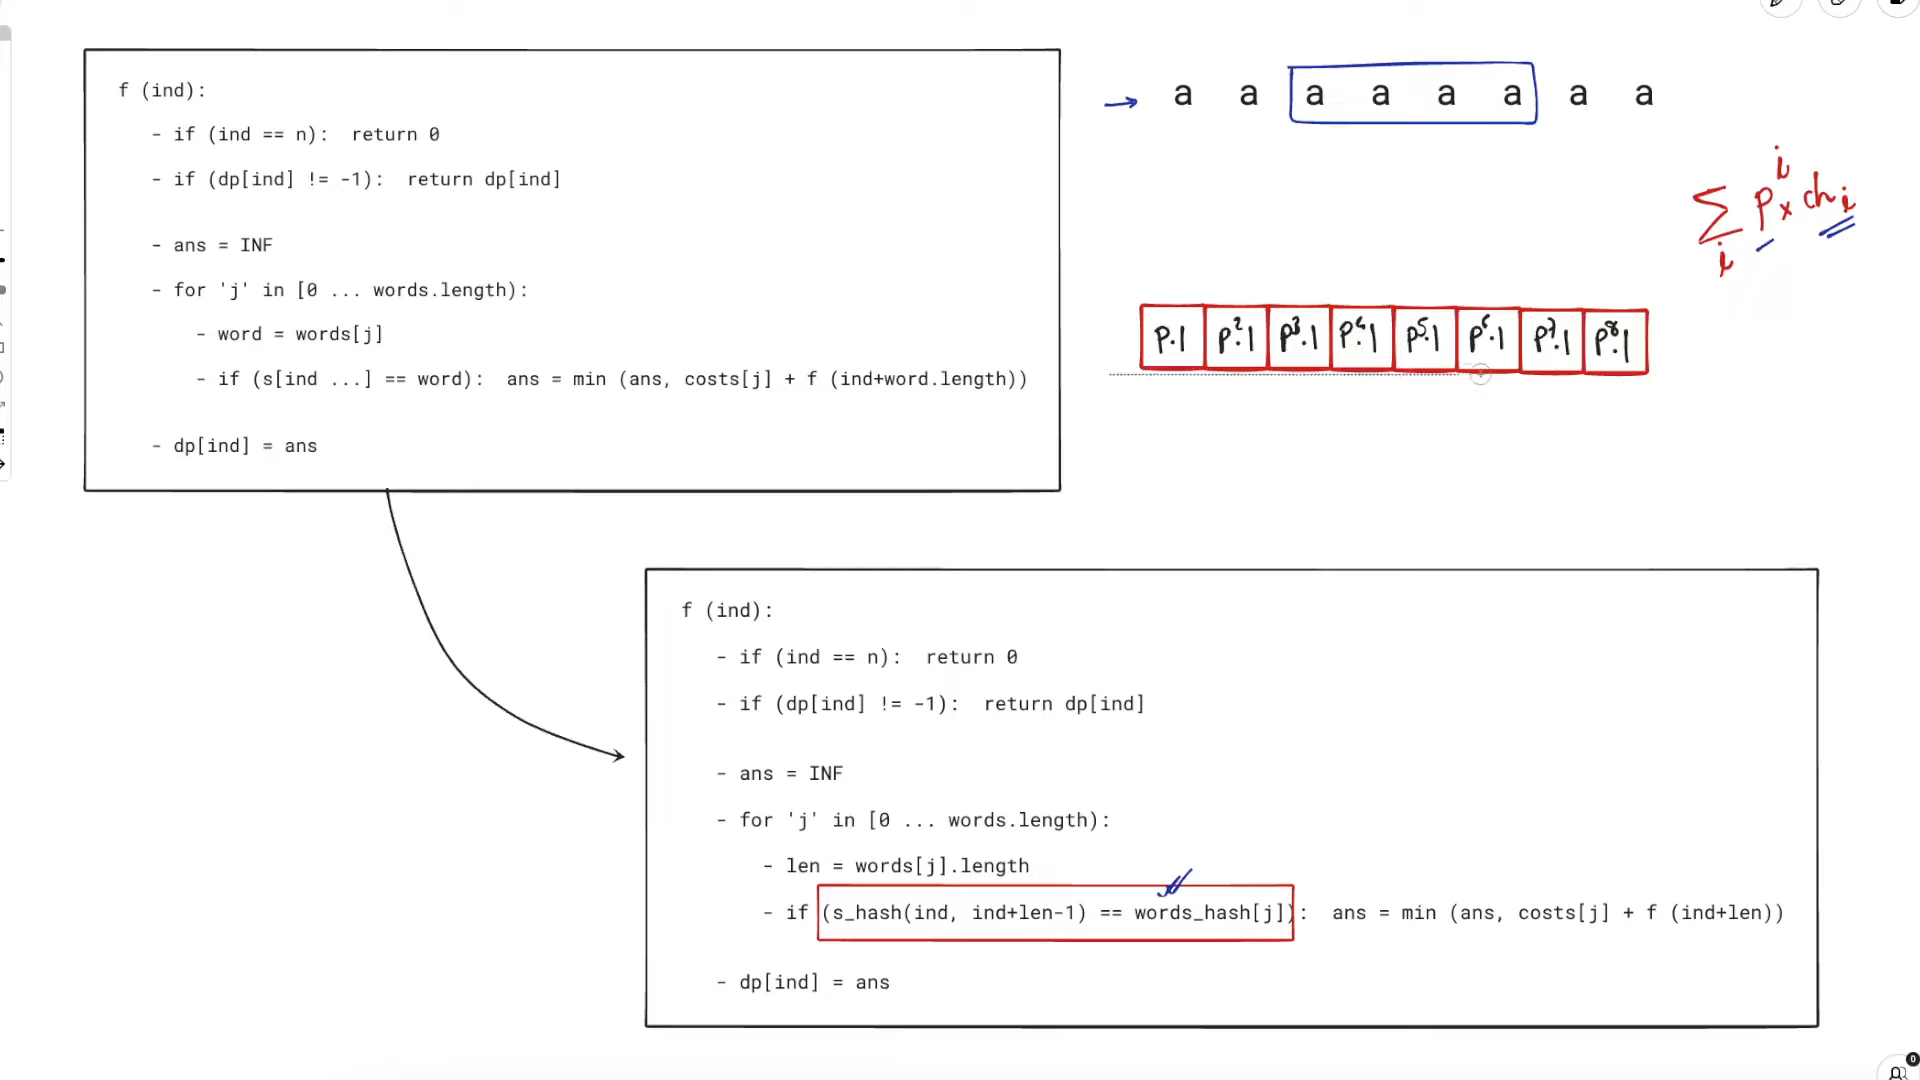 f (ind):
- if (ind == n): return 0
- if (dp[ind] != -1): return dp[ind]
- ans = INF
- for 'j' in [0 ... words.length):
- word = words[j]
- if (s[ind ...] == word): ans = min (ans, costs[j] + f (ind+word.length))
- dp[ind] = ans
→ a a a a a a a a
∑ᵢ pⁱ x chᵢ
p.1 p².1 p³.1 p⁴.1 p⁵.1 p⁶.1 p⁷.1 p⁸.1
f (ind):
- if (ind == n): return 0
- if (dp[ind] != -1): return dp[ind]
- ans = INF
- for 'j' in [0 ... words.length):
- len = words[j].length
- if (s_hash(ind, ind+len-1) == words_hash[j]): ans = min (ans, costs[j] + f (ind+len))
- dp[ind] = ans
0